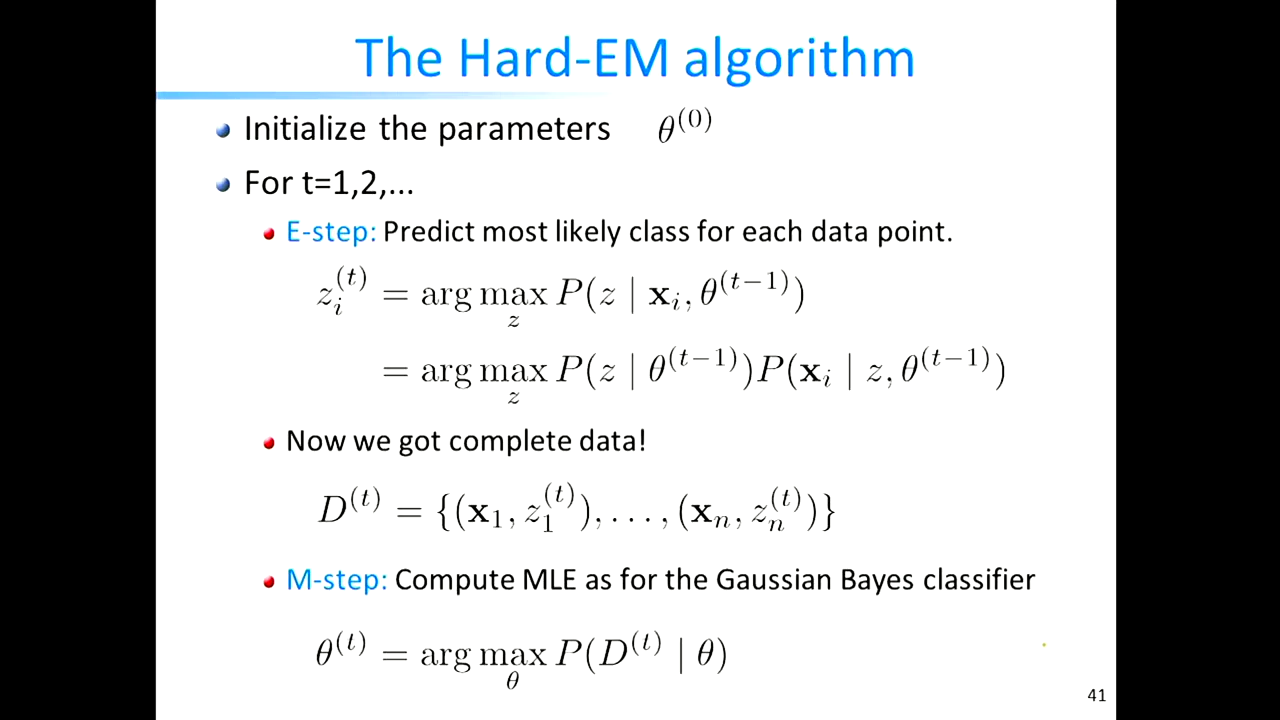 The Hard-EM algorithm
Initialize the parameters θ^(0)
For t=1,2,...
E-step: Predict most likely class for each data point.
z_i^(t) = arg max_z P(z | x_i, θ^(t−1))
= arg max_z P(z | θ^(t−1))P(x_i | z, θ^(t−1))
Now we got complete data!
D^(t) = {(x_1, z_1^(t)), . . . , (x_n, z_n^(t))}
M-step: Compute MLE as for the Gaussian Bayes classifier
θ^(t) = arg max_θ P(D^(t) | θ)
41